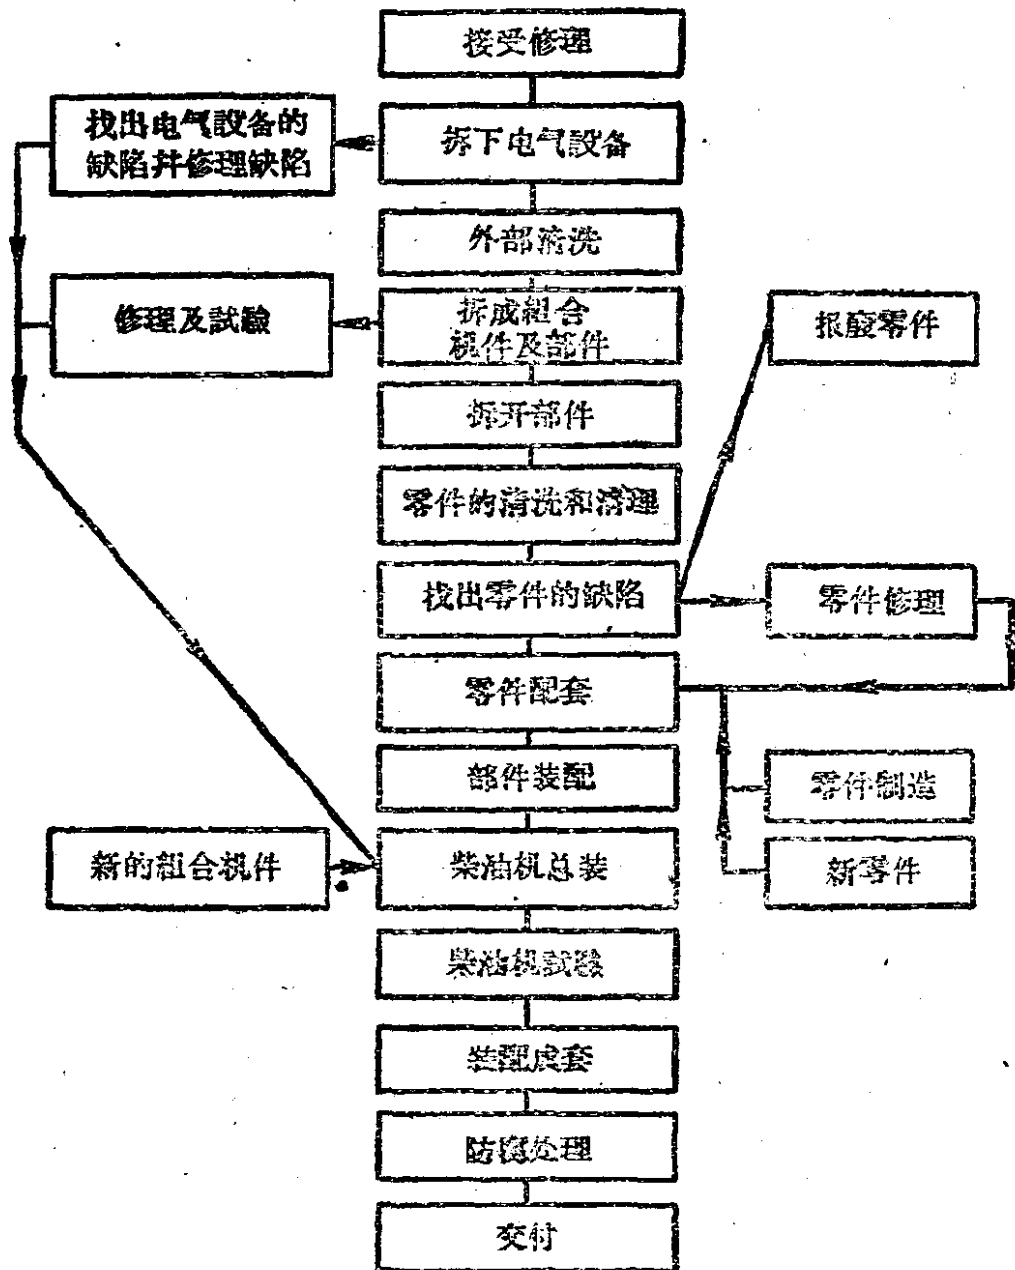 接受修理
找出电气設备的
缺陷并修理缺陷
拆下电气設备
外部清洗
修理及試驗
拆成組合
机件及部件
报廢零件
拆开部件
零件的清洗和清理
找出零件的缺陷
零件修理
零件配套
部件装配
零件制造
新的組合机件
柴油机总装
新零件
柴油机試驗
装配成套
防腐处理
交付